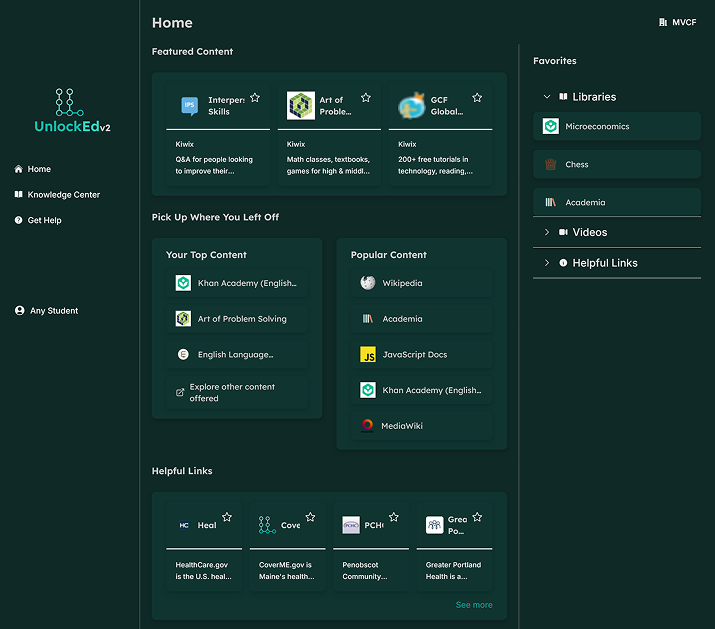 UnlockEdv2
Home
Knowledge Center
Get Help
Any Student
Home
MVCF
Featured Content
IPS
Interper
Skills
Kiwix
Q&A for people looking
to improve their...
Art of
Proble...
Kiwix
Math classes, textbooks,
games for high & middl...
GCF
Global...
Kiwix
200+ free tutorials in
technology, reading,...
Pick Up Where You Left Off
Your Top Content
Khan Academy (English...
Art of Problem Solving
E
English Language...
Explore other content
offered
Popular Content
Wikipedia
Academia
JS
JavaScript Docs
Khan Academy (English...
MediaWiki
Helpful Links
HC
Heal
HealthCare.gov
is the U.S. heal...
Cove
CoverME.gov is
Maine's health...
PCHC
PCH
Penobscot
Community...
Grea
Po...
Greater Portland
Health is a...
See more
Favorites
Libraries
Microeconomics
Chess
Academia
Videos
Helpful Links